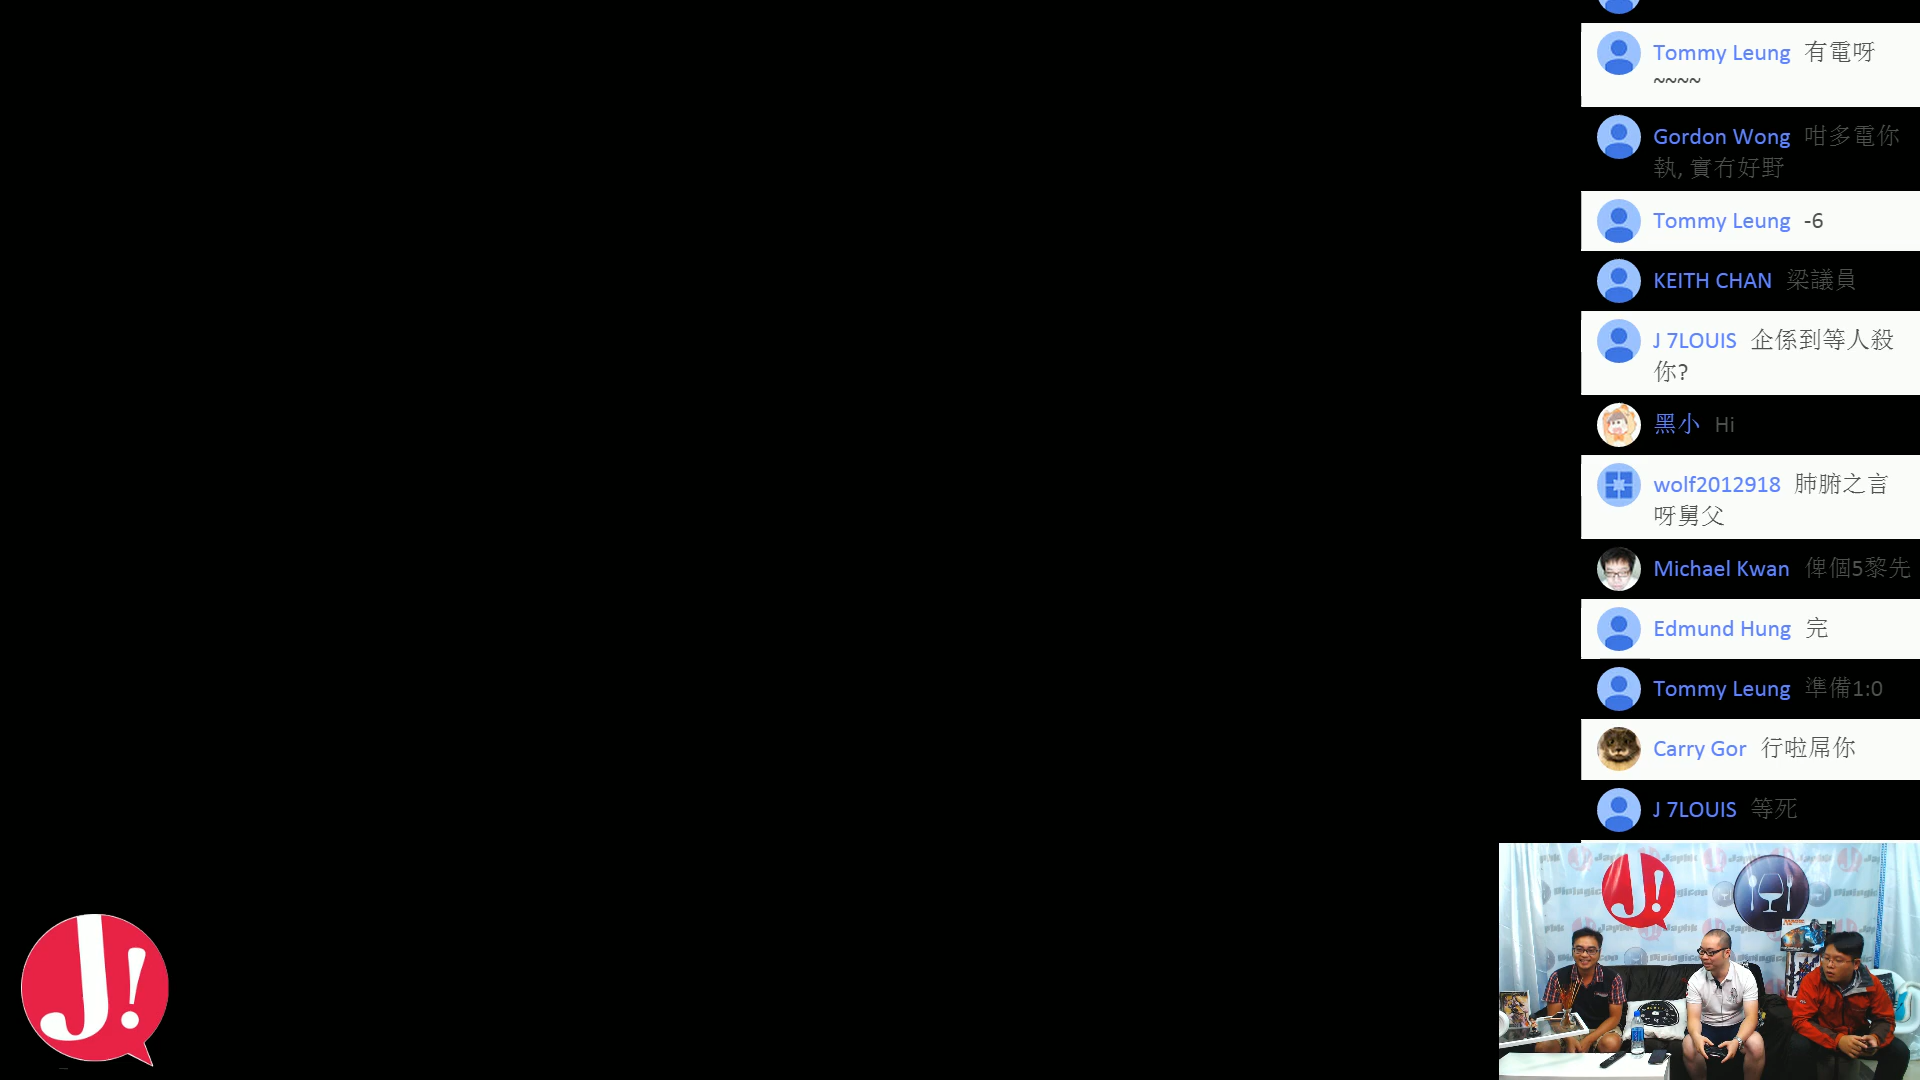 Tommy Leung 有電呀
~~~~
Gordon Wong 咁多電你
執, 實冇好野
Tommy Leung -6
KEITH CHAN 梁議員
J 7LOUIS 企係到等人殺
你?
黑小 Hi
wolf2012918 肺腑之言
呀舅父
Michael Kwan 俾個5黎先
Edmund Hung 完
Tommy Leung 準備1:0
Carry Gor 行啦屌你
J 7LOUIS 等死
J!
J!